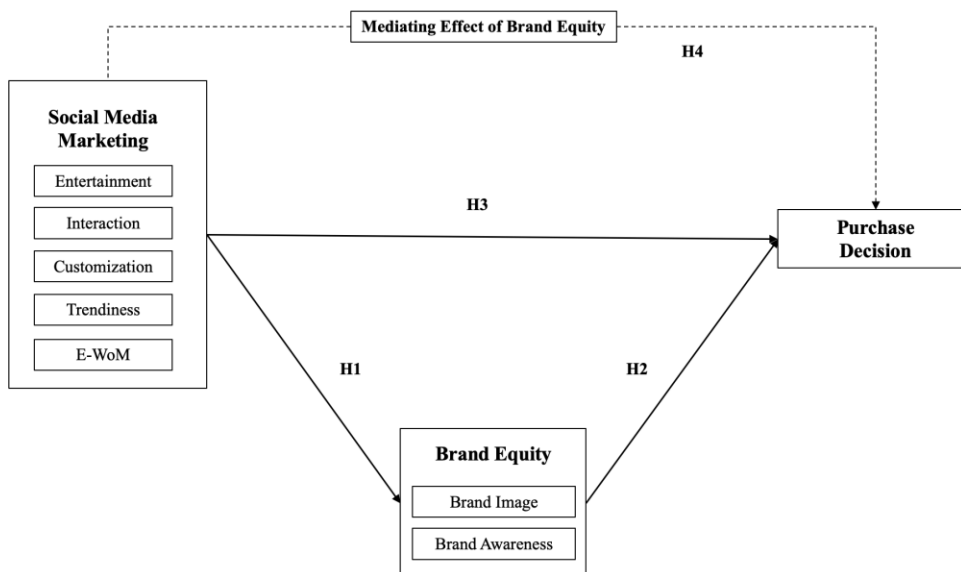 Mediating Effect of Brand Equity
H4
Social Media
Marketing
Entertainment
Interaction
Customization
Trendiness
E-WoM
H3
Purchase
Decision
H1
H2
Brand Equity
Brand Image
Brand Awareness